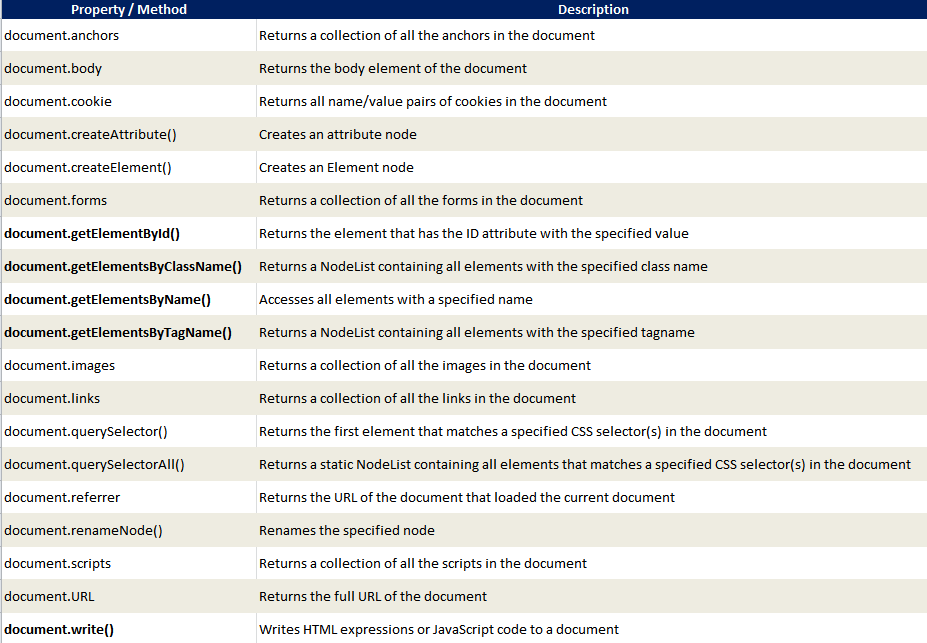 Property / Method Description
document.anchors Returns a collection of all the anchors in the document
document.body Returns the body element of the document
document.cookie Returns all name/value pairs of cookies in the document
document.createAttribute() Creates an attribute node
document.createElement() Creates an Element node
document.forms Returns a collection of all the forms in the document
document.getElementById() Returns the element that has the ID attribute with the specified value
document.getElementsByClassName() Returns a NodeList containing all elements with the specified class name
document.getElementsByName() Accesses all elements with a specified name
document.getElementsByTagName() Returns a NodeList containing all elements with the specified tagname
document.images Returns a collection of all the images in the document
document.links Returns a collection of all the links in the document
document.querySelector() Returns the first element that matches a specified CSS selector(s) in the document
document.querySelectorAll() Returns a static NodeList containing all elements that matches a specified CSS selector(s) in the document
document.referrer Returns the URL of the document that loaded the current document
document.renameNode() Renames the specified node
document.scripts Returns a collection of all the scripts in the document
document.URL Returns the full URL of the document
document.write() Writes HTML expressions or JavaScript code to a document